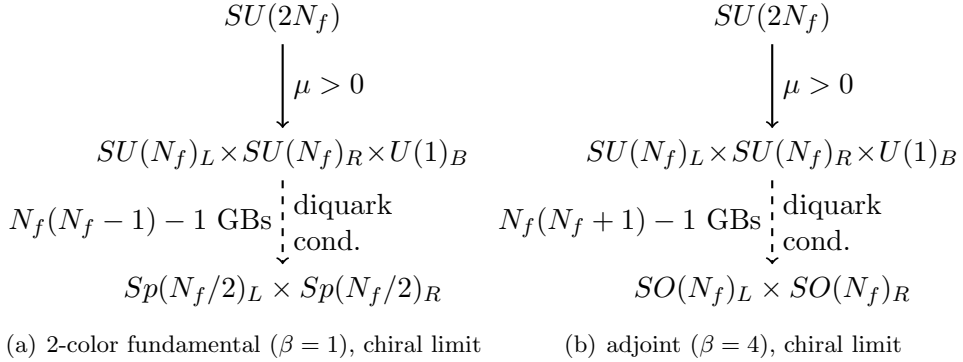 SU(2N_f)
μ > 0
SU(N_f)_L × SU(N_f)_R × U(1)_B
N_f(N_f − 1) − 1 GBs
diquark
cond.
Sp(N_f/2)_L × Sp(N_f/2)_R
(a) 2-color fundamental (β = 1), chiral limit
SU(2N_f)
μ > 0
SU(N_f)_L × SU(N_f)_R × U(1)_B
N_f(N_f + 1) − 1 GBs
diquark
cond.
SO(N_f)_L × SO(N_f)_R
(b) adjoint (β = 4), chiral limit